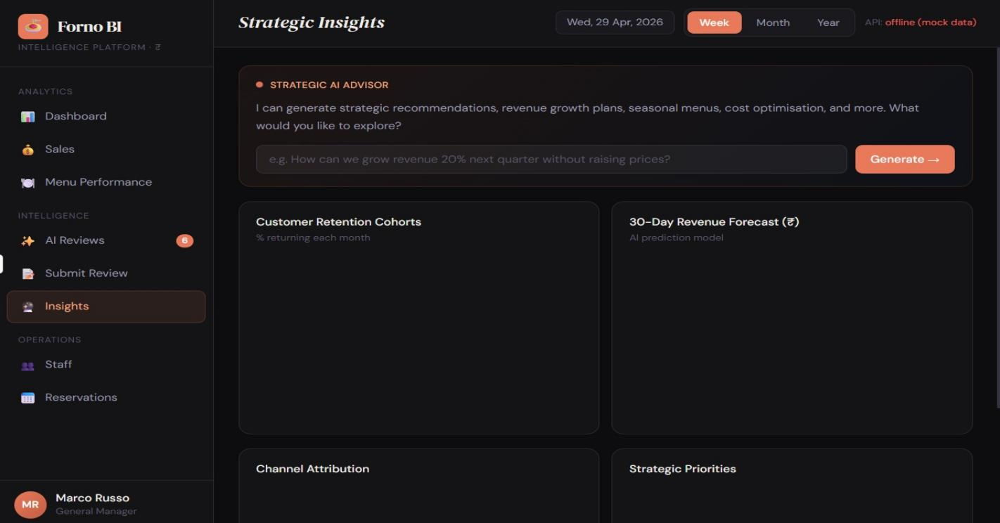 Forno BI
INTELLIGENCE PLATFORM · ₹
ANALYTICS
Dashboard
Sales
Menu Performance
INTELLIGENCE
AI Reviews 6
Submit Review
Insights
OPERATIONS
Staff
Reservations
MR
Marco Russo
General Manager
Strategic Insights
Wed, 29 Apr, 2026
Week Month Year
API: offline (mock data)
STRATEGIC AI ADVISOR
I can generate strategic recommendations, revenue growth plans, seasonal menus, cost optimisation, and more. What
would you like to explore?
e.g. How can we grow revenue 20% next quarter without raising prices?
Generate →
Customer Retention Cohorts
% returning each month
30-Day Revenue Forecast (₹)
AI prediction model
Channel Attribution
Strategic Priorities